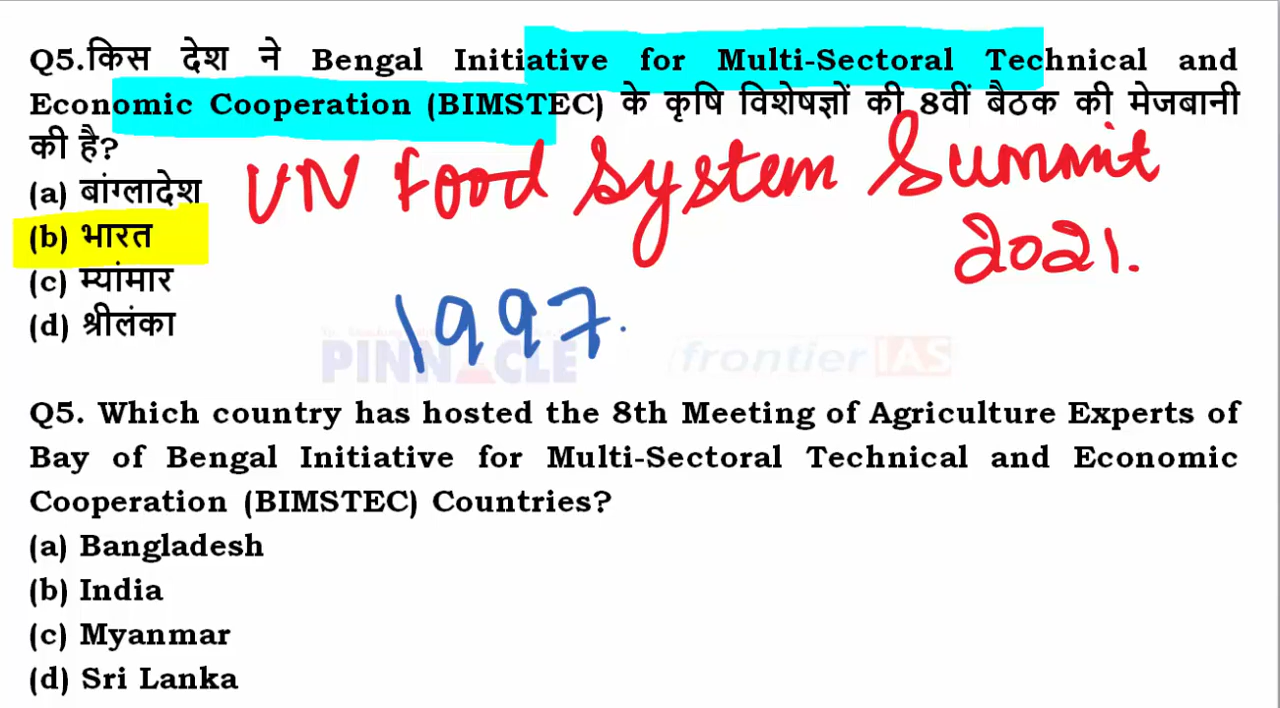 Q5.किस देश ने Bengal Initiative for Multi-Sectoral Technical and
Economic Cooperation (BIMSTEC) के कृषि विशेषज्ञों की 8वीं बैठक की मेजबानी
की है?
(a) बांग्लादेश
UN Food System Summit
2021.
(b) भारत
(c) म्यांमार
(d) श्रीलंका
1997.
PINNACLE frontier IAS
Q5. Which country has hosted the 8th Meeting of Agriculture Experts of
Bay of Bengal Initiative for Multi-Sectoral Technical and Economic
Cooperation (BIMSTEC) Countries?
(a) Bangladesh
(b) India
(c) Myanmar
(d) Sri Lanka